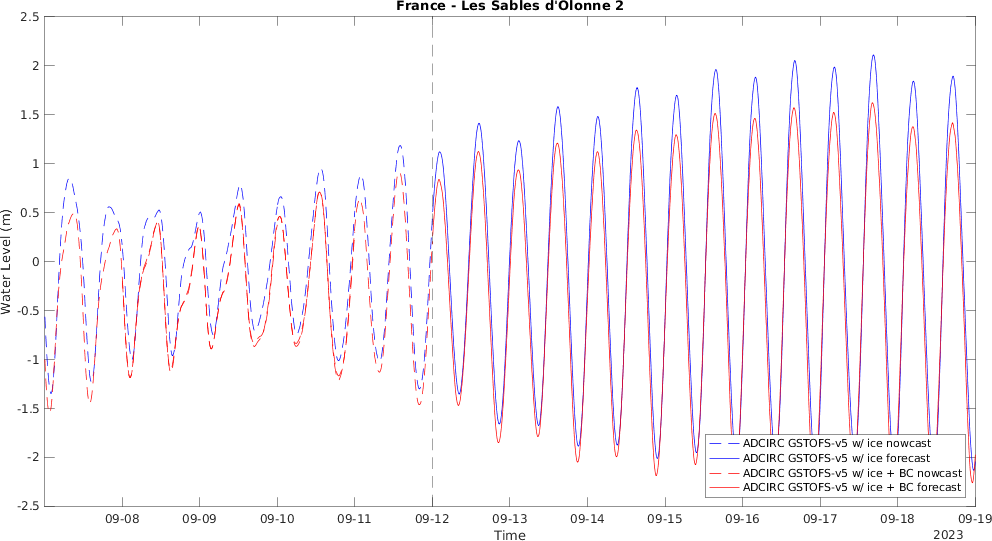 France - Les Sables d'Olonne 2
2.5
2
1.5
1
0.5
0
-0.5
-1
-1.5
-2
-2.5
Water Level (m)
ADCIRC GSTOFS-v5 w/ ice nowcast
ADCIRC GSTOFS-v5 w/ ice forecast
ADCIRC GSTOFS-v5 w/ ice + BC nowcast
ADCIRC GSTOFS-v5 w/ ice + BC forecast
09-08 09-09 09-10 09-11 09-12 09-13 09-14 09-15 09-16 09-17 09-18 09-19
Time
2023